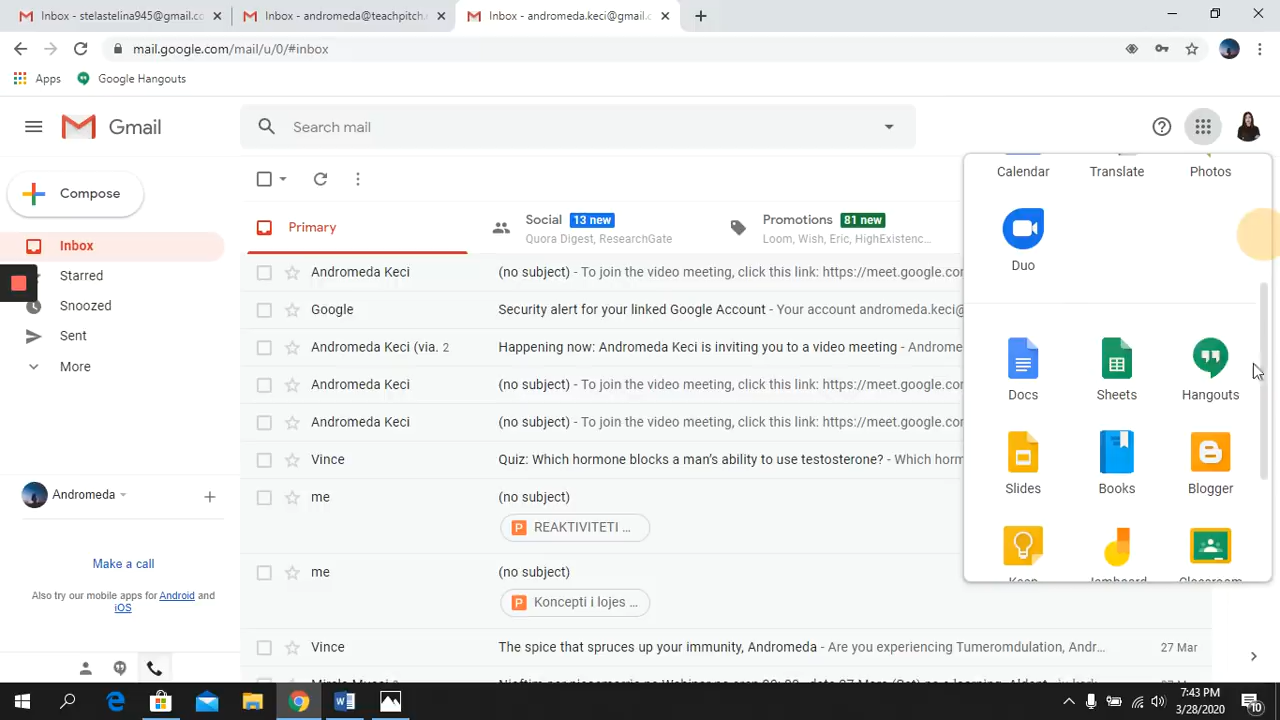 Inbox - stelastelina945@gmail.cc
Inbox - andromeda@teachpitch.
Inbox - andromeda.keci@gmail.
mail.google.com/mail/u/0/#inbox
Apps
Google Hangouts
Gmail
Search mail
Compose
Inbox
Starred
Snoozed
Sent
More
Andromeda
Make a call
Also try our mobile apps for Android and
iOS
Primary
Social 13 new
Quora Digest, ResearchGate
Promotions 81 new
Loom, Wish, Eric, HighExistenc...
Andromeda Keci (no subject) - To join the video meeting, click this link: https://meet.google.com
Google Security alert for your linked Google Account - Your account andromeda.keci@
Andromeda Keci (via. 2 Happening now: Andromeda Keci is inviting you to a video meeting - Androme
Andromeda Keci (no subject) - To join the video meeting, click this link: https://meet.google.com
Andromeda Keci (no subject) - To join the video meeting, click this link: https://meet.google.com
Vince Quiz: Which hormone blocks a man's ability to use testosterone? - Which horm
me (no subject)
REAKTIVITETI ...
me (no subject)
Koncepti i lojes ...
Vince The spice that spruces up your immunity, Andromeda - Are you experiencing Tumeromdulation, Andr... 27 Mar
Calendar Translate Photos
Duo
Docs Sheets Hangouts
Slides Books Blogger
Keep Jamboard Classroom
7:43 PM
3/28/2020
10